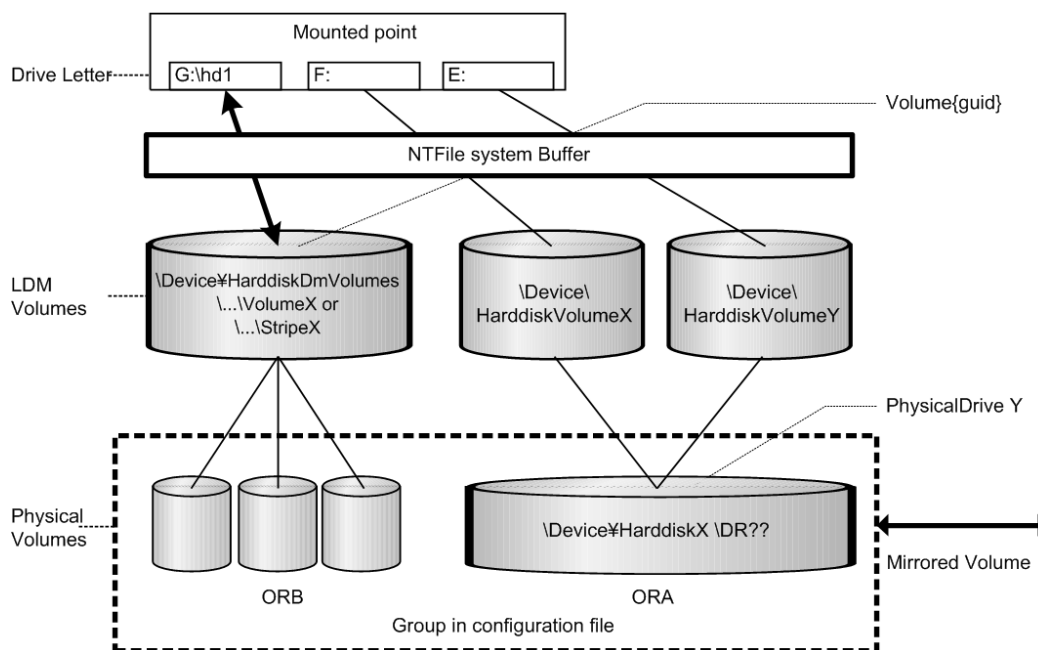 Mounted point
Drive Letter
G:\hd1
F:
E:
Volume{guid}
NTFile system Buffer
LDM
Volumes
\Device¥HarddiskDmVolumes
\...\VolumeX or
\...\StripeX
\Device\
HarddiskVolumeX
\Device\
HarddiskVolumeY
PhysicalDrive Y
Physical
Volumes
\Device¥HarddiskX \DR??
Mirrored Volume
ORB
ORA
Group in configuration file